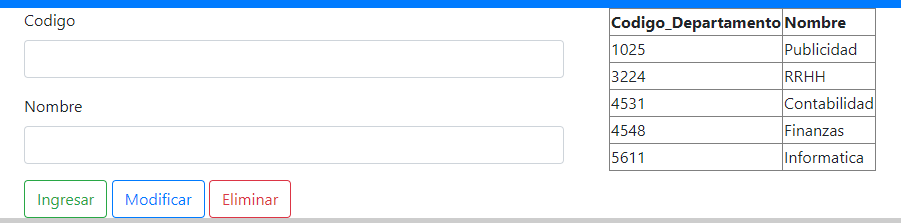 Codigo
Nombre
Ingresar Modificar Eliminar
Codigo_Departamento Nombre
1025 Publicidad
3224 RRHH
4531 Contabilidad
4548 Finanzas
5611 Informatica